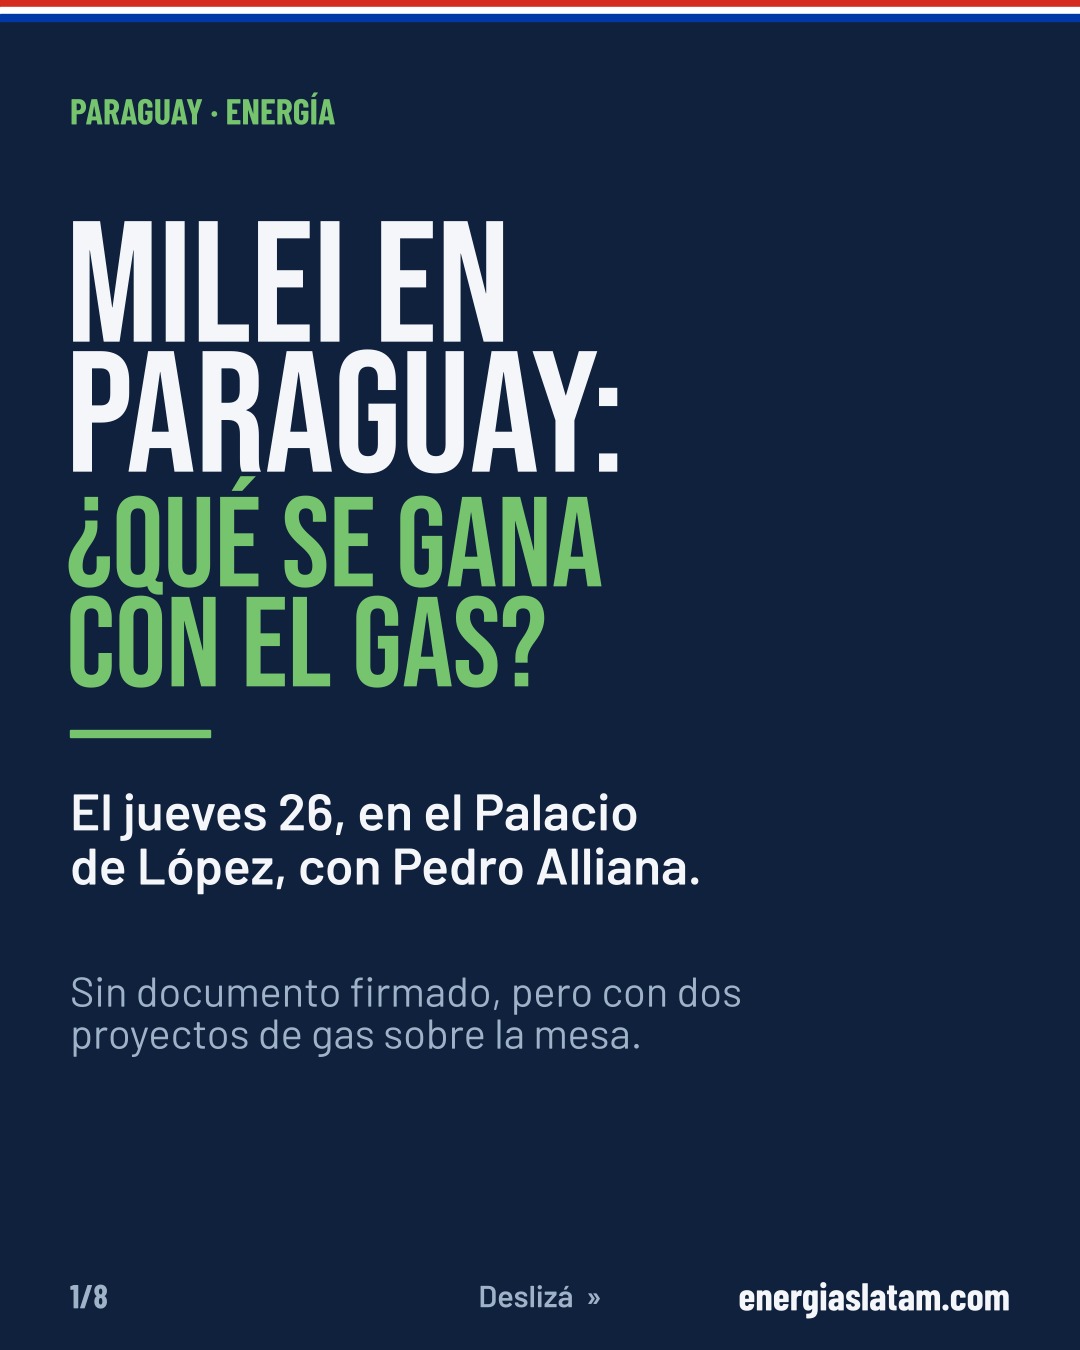 PARAGUAY · ENERGÍA
MILEI EN
PARAGUAY:
¿QUÉ SE GANA
CON EL GAS?
El jueves 26, en el Palacio
de López, con Pedro Alliana.
Sin documento firmado, pero con dos
proyectos de gas sobre la mesa.
1/8
Deslizá »
energiaslatam.com